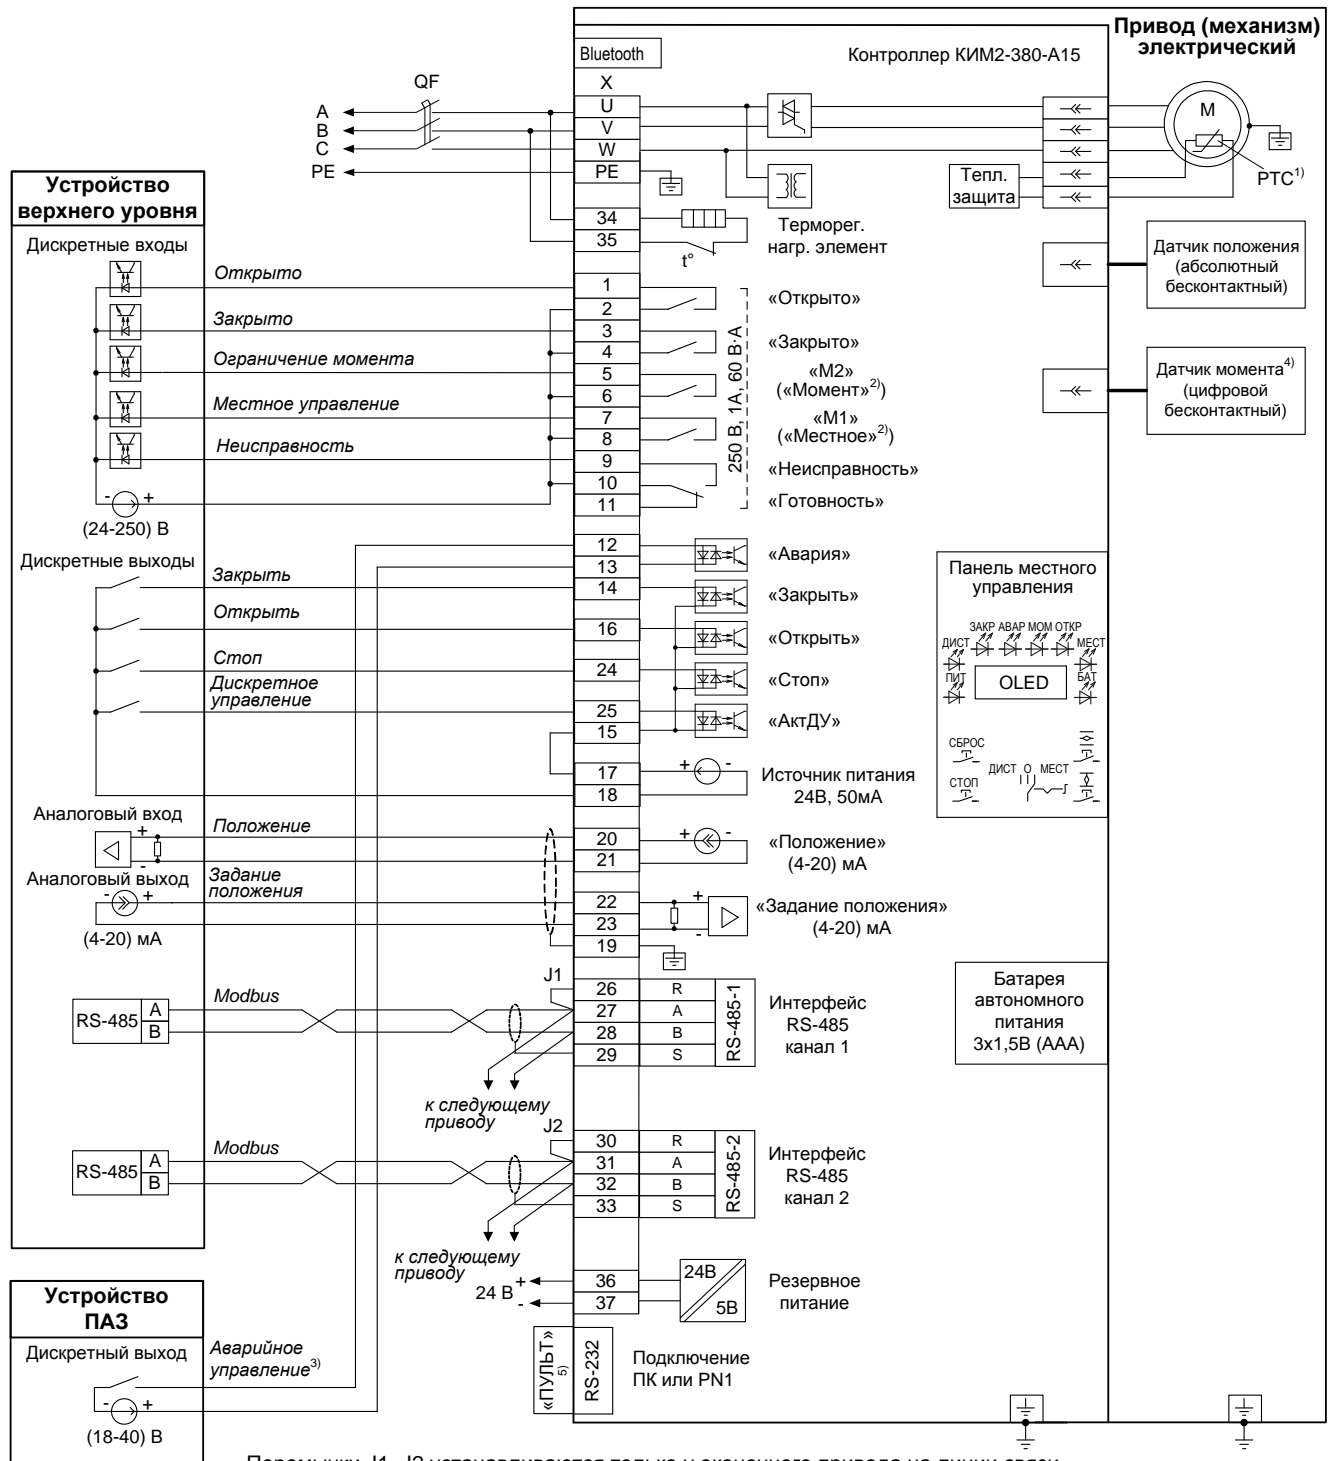 Привод (механизм)
электрический
Bluetooth
Контроллер КИМ2-380-А15
QF
X
A
B
C
PE
U
V
W
PE
M
PTC1)
Тепл.
защита
34
35
t°
Терморег.
нагр. элемент
Датчик положения
(абсолютный
бесконтактный)
Датчик момента4)
(цифровой
бесконтактный)
Устройство
верхнего уровня
Дискретные входы
Открыто
Закрыто
Ограничение момента
Местное управление
Неисправность
- +
(24-250) В
1
2
3
4
5
6
7
8
9
10
11
250 В, 1А, 60 В·А
«Открыто»
«Закрыто»
«М2»
(«Момент»2))
«М1»
(«Местное»2))
«Неисправность»
«Готовность»
Дискретные выходы
Закрыть
Открыть
Стоп
Дискретное
управление
12
13
14
16
24
25
15
17
18
«Авария»
«Закрыть»
«Открыть»
«Стоп»
«АктДУ»
+ -
Источник питания
24В, 50мА
Панель местного
управления
ЗАКР АВАР МОМ ОТКР
ДИСТ МЕСТ
ПИТ OLED БАТ
СБРОС
ДИСТ О МЕСТ
СТОП
Аналоговый вход
+
-
Положение
20
21
+ -
«Положение»
(4-20) мА
Аналоговый выход
- +
(4-20) мА
Задание
положения
22
23
19
+
-
«Задание положения»
(4-20) мА
Батарея
автономного
питания
3х1,5В (ААА)
RS-485
A
B
Modbus
J1
26 R
27 A
28 B
29 S
RS-485-1
Интерфейс
RS-485
канал 1
к следующему
приводу
RS-485
A
B
Modbus
J2
30 R
31 A
32 B
33 S
RS-485-2
Интерфейс
RS-485
канал 2
к следующему
приводу
24 В
+
-
36
37
24В
5В
Резервное
питание
«ПУЛЬТ»
5)
RS-232
Подключение
ПК или PN1
Устройство
ПАЗ
Дискретный выход
Аварийное
управление3)
- +
(18-40) В
Перемычки J1, J2 устанавливаются только у оконечного привода на линии связи